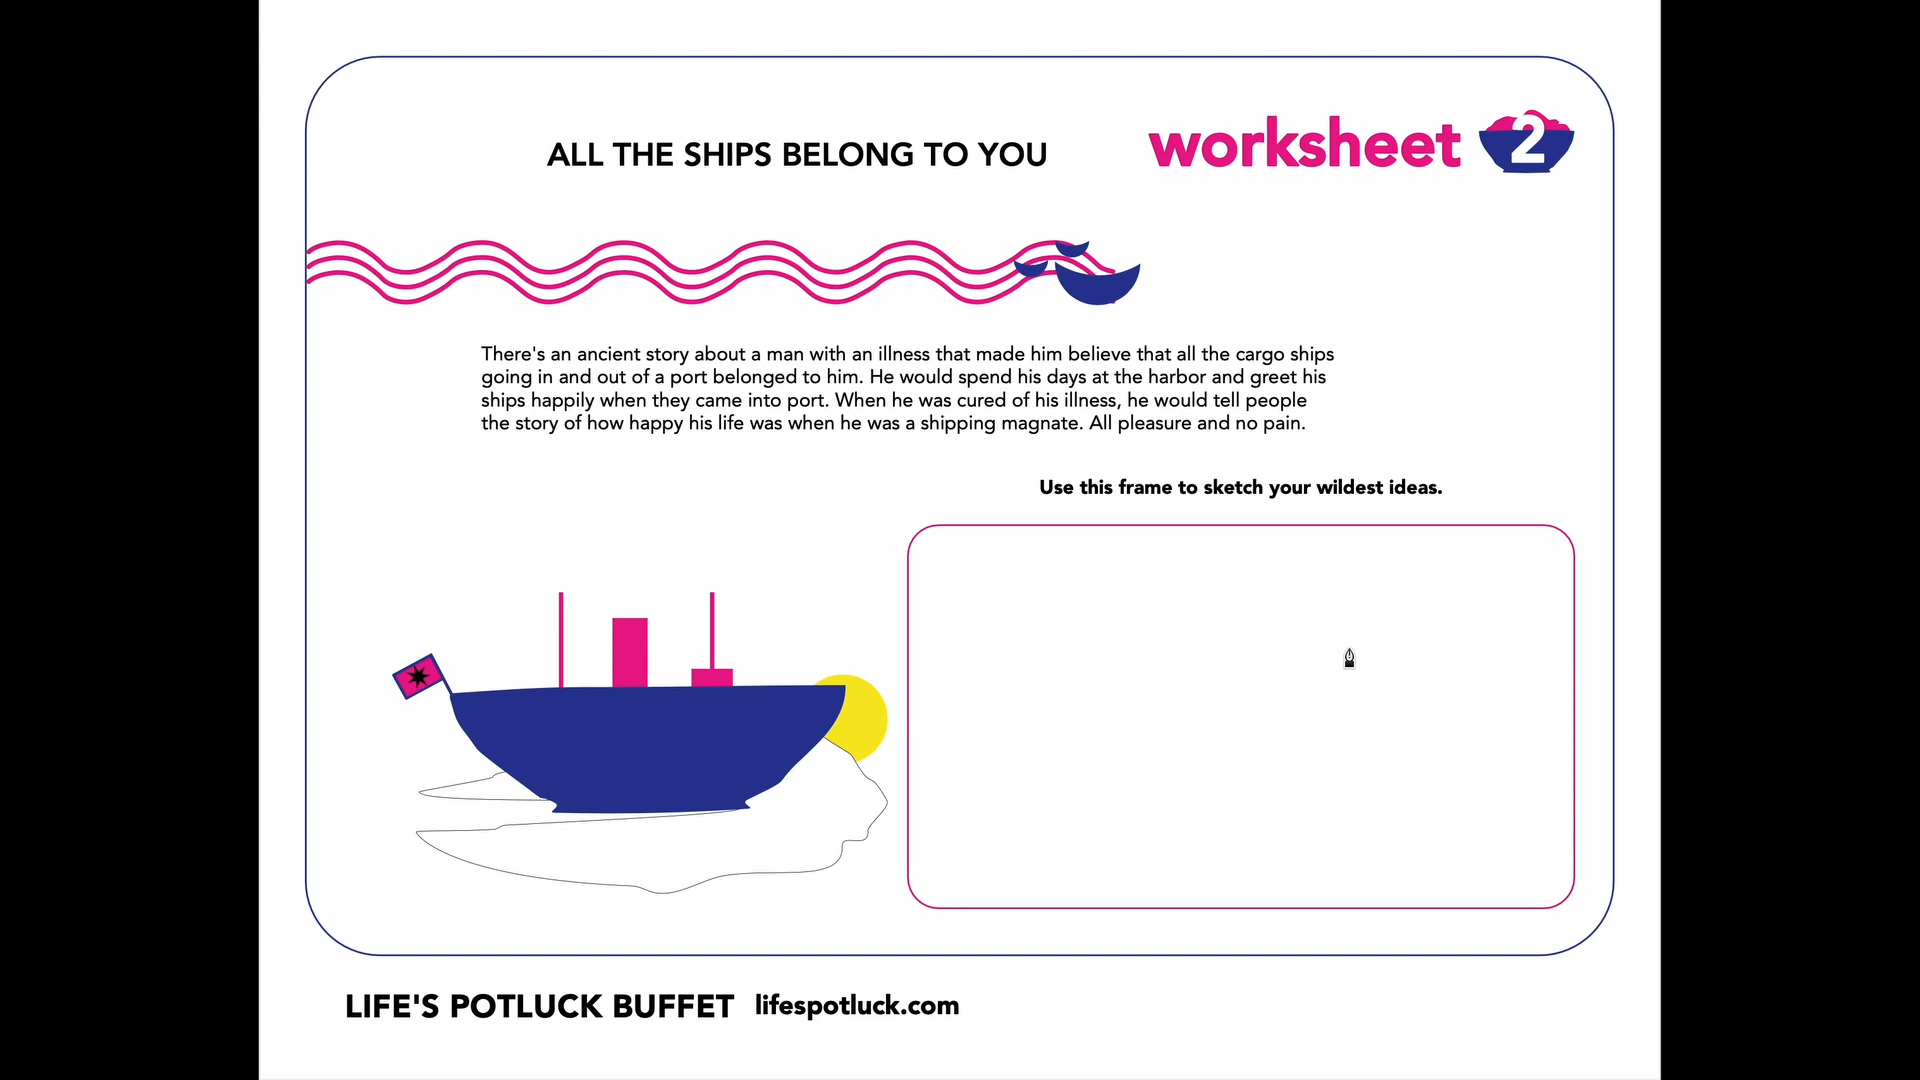 ALL THE SHIPS BELONG TO YOU
worksheet 2
There's an ancient story about a man with an illness that made him believe that all the cargo ships
going in and out of a port belonged to him. He would spend his days at the harbor and greet his
ships happily when they came into port. When he was cured of his illness, he would tell people
the story of how happy his life was when he was a shipping magnate. All pleasure and no pain.
Use this frame to sketch your wildest ideas.
LIFE'S POTLUCK BUFFET lifespotluck.com